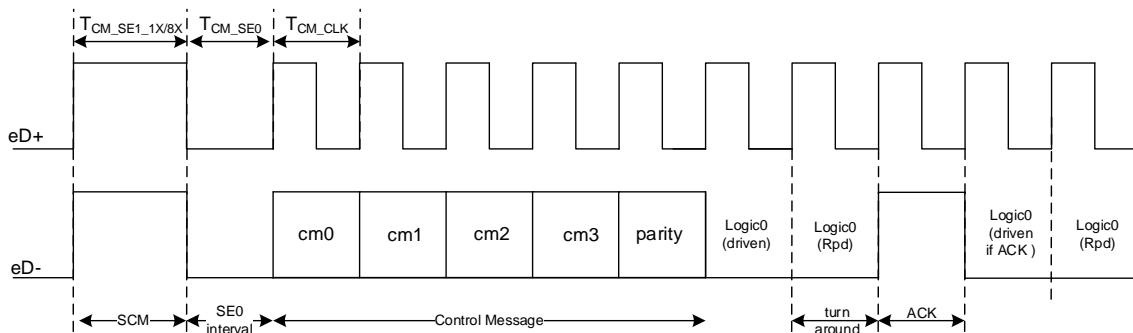 TCM_SE1_1X/8X TCM_SE0 TCM_CLK
eD+
cm0 cm1 cm2 cm3 parity
Logic0
(driven)
Logic0
(Rpd)
Logic0
(driven
if ACK )
Logic0
(Rpd)
eD-
SCM
SE0
interval
Control Message
turn
around
ACK